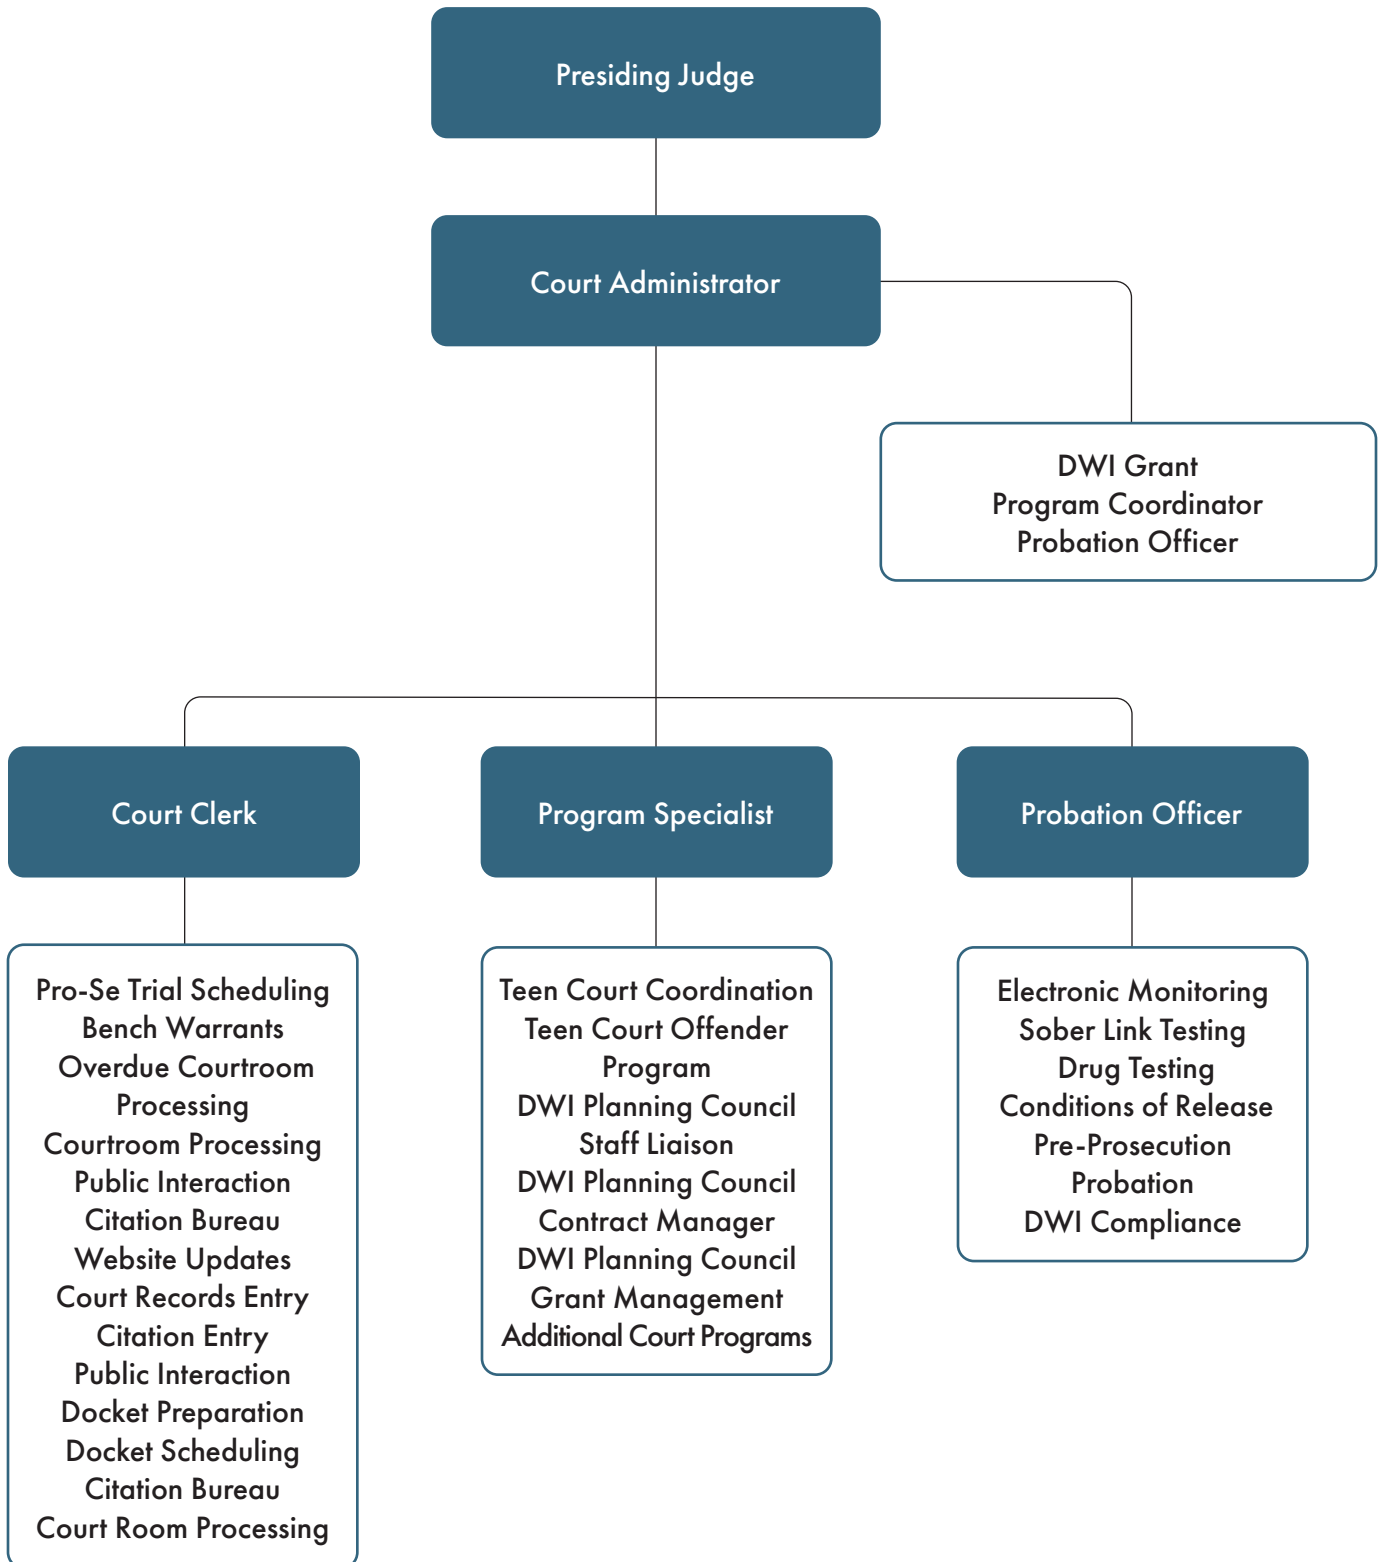 Presiding Judge
Court Administrator
DWI Grant
Program Coordinator
Probation Officer
Court Clerk
Program Specialist
Probation Officer
Pro-Se Trial Scheduling
Bench Warrants
Overdue Courtroom
Processing
Courtroom Processing
Public Interaction
Citation Bureau
Website Updates
Court Records Entry
Citation Entry
Public Interaction
Docket Preparation
Docket Scheduling
Citation Bureau
Court Room Processing
Teen Court Coordination
Teen Court Offender
Program
DWI Planning Council
Staff Liaison
DWI Planning Council
Contract Manager
DWI Planning Council
Grant Management
Additional Court Programs
Electronic Monitoring
Sober Link Testing
Drug Testing
Conditions of Release
Pre-Prosecution
Probation
DWI Compliance